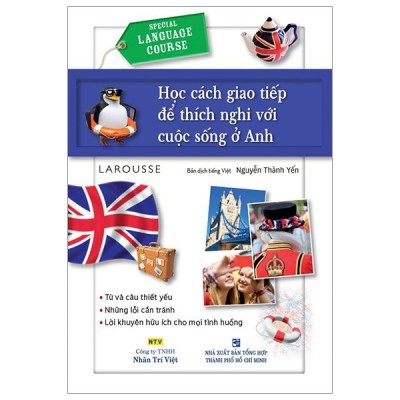 SPECIAL
LANGUAGE
COURSE
Học cách giao tiếp
để thích nghi với
cuộc sống ở Anh
LAROUSSE
Bản dịch tiếng Việt Nguyễn Thành Yến
• Từ và câu thiết yếu
• Những lỗi cần tránh
• Lời khuyên hữu ích cho mọi tình huống
NTV
Công ty TNHH
Nhân Trí Việt
NHÀ XUẤT BẢN TỔNG HỢP
THÀNH PHỐ HỒ CHÍ MINH